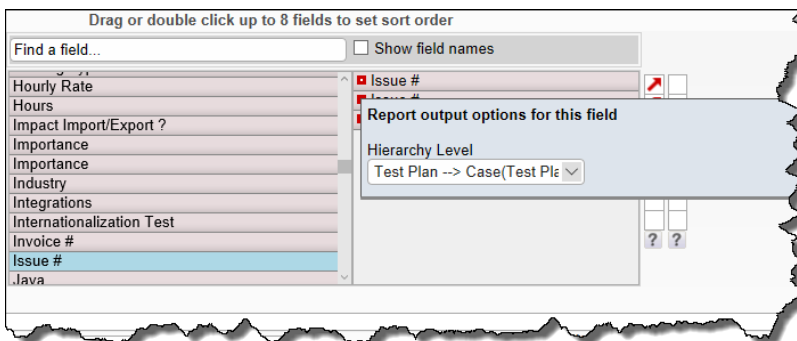 Drag or double click up to 8 fields to set sort order
Find a field...
Show field names
Hourly Rate
Hours
Impact Import/Export ?
Importance
Importance
Industry
Integrations
Internationalization Test
Invoice #
Issue #
Java
Issue #
Issue #
Report output options for this field
Hierarchy Level
Test Plan --> Case(Test Pla
? ?